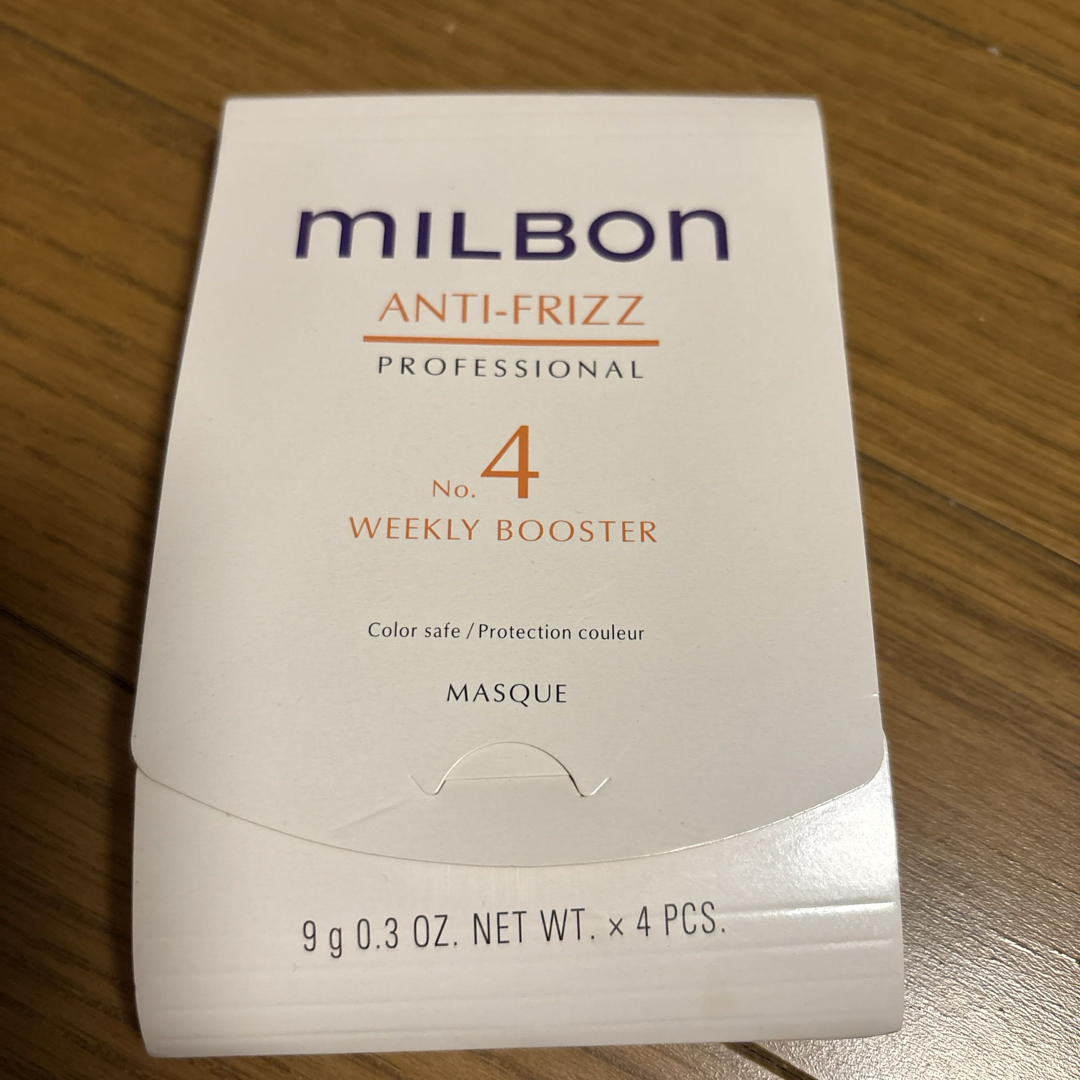 mILBOn
ANTI-FRIZZ
PROFESSIONAL
No.4
WEEKLY BOOSTER
Color safe / Protection couleur
MASQUE
9 g 0.3 OZ. NET WT. × 4 PCS.